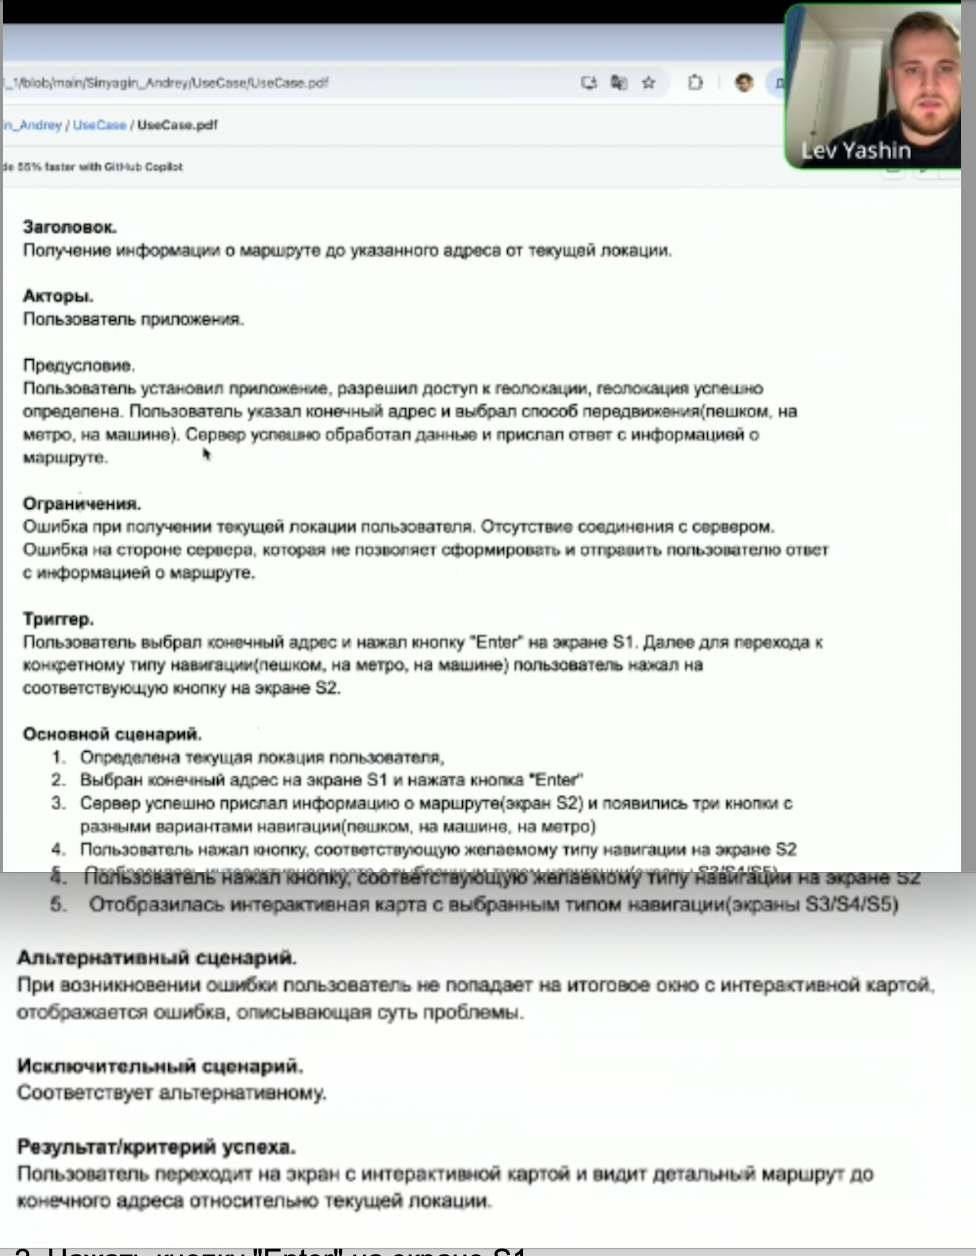 _1/blob/main/Sinyagin_Andrey/UseCase/UseCase.pdf
in_Andrey / UseCase / UseCase.pdf
de 55% faster with GitHub Copilot
Lev Yashin
Заголовок.
Получение информации о маршруте до указанного адреса от текущей локации.
Акторы.
Пользователь приложения.
Предусловие.
Пользователь установил приложение, разрешил доступ к геолокации, геолокация успешно
определена. Пользователь указал конечный адрес и выбрал способ передвижения(пешком, на
метро, на машине). Сервер успешно обработал данные и прислал ответ с информацией о
маршруте.
Ограничения.
Ошибка при получении текущей локации пользователя. Отсутствие соединения с сервером.
Ошибка на стороне сервера, которая не позволяет сформировать и отправить пользователю ответ
с информацией о маршруте.
Триггер.
Пользователь выбрал конечный адрес и нажал кнопку "Enter" на экране S1. Далее для перехода к
конкретному типу навигации(пешком, на метро, на машине) пользователь нажал на
соответствующую кнопку на экране S2.
Основной сценарий.
1. Определена текущая локация пользователя,
2. Выбран конечный адрес на экране S1 и нажата кнопка "Enter"
3. Сервер успешно прислал информацию о маршруте(экран S2) и появились три кнопки с
разными вариантами навигации(пешком, на машине, на метро)
4. Пользователь нажал кнопку, соответствующую желаемому типу навигации на экране S2
4. Пользователь нажал кнопку, соответствующую желаемому типу навигации на экране S2
5. Отобразилась интерактивная карта с выбранным типом навигации(экраны S3/S4/S5)
Альтернативный сценарий.
При возникновении ошибки пользователь не попадает на итоговое окно с интерактивной картой,
отображается ошибка, описывающая суть проблемы.
Исключительный сценарий.
Соответствует альтернативному.
Результат/критерий успеха.
Пользователь переходит на экран с интерактивной картой и видит детальный маршрут до
конечного адреса относительно текущей локации.
Нажать кнопку "Enter" на экране S1